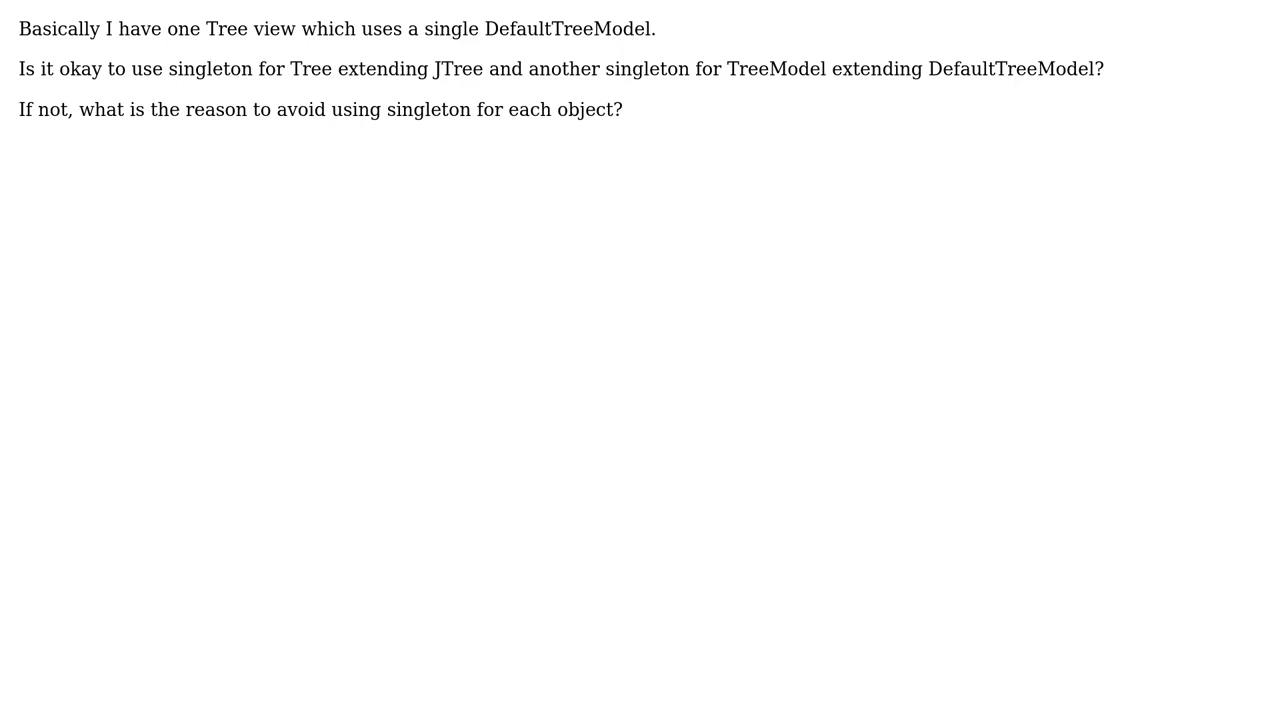 Basically I have one Tree view which uses a single DefaultTreeModel.
Is it okay to use singleton for Tree extending JTree and another singleton for TreeModel extending DefaultTreeModel?
If not, what is the reason to avoid using singleton for each object?